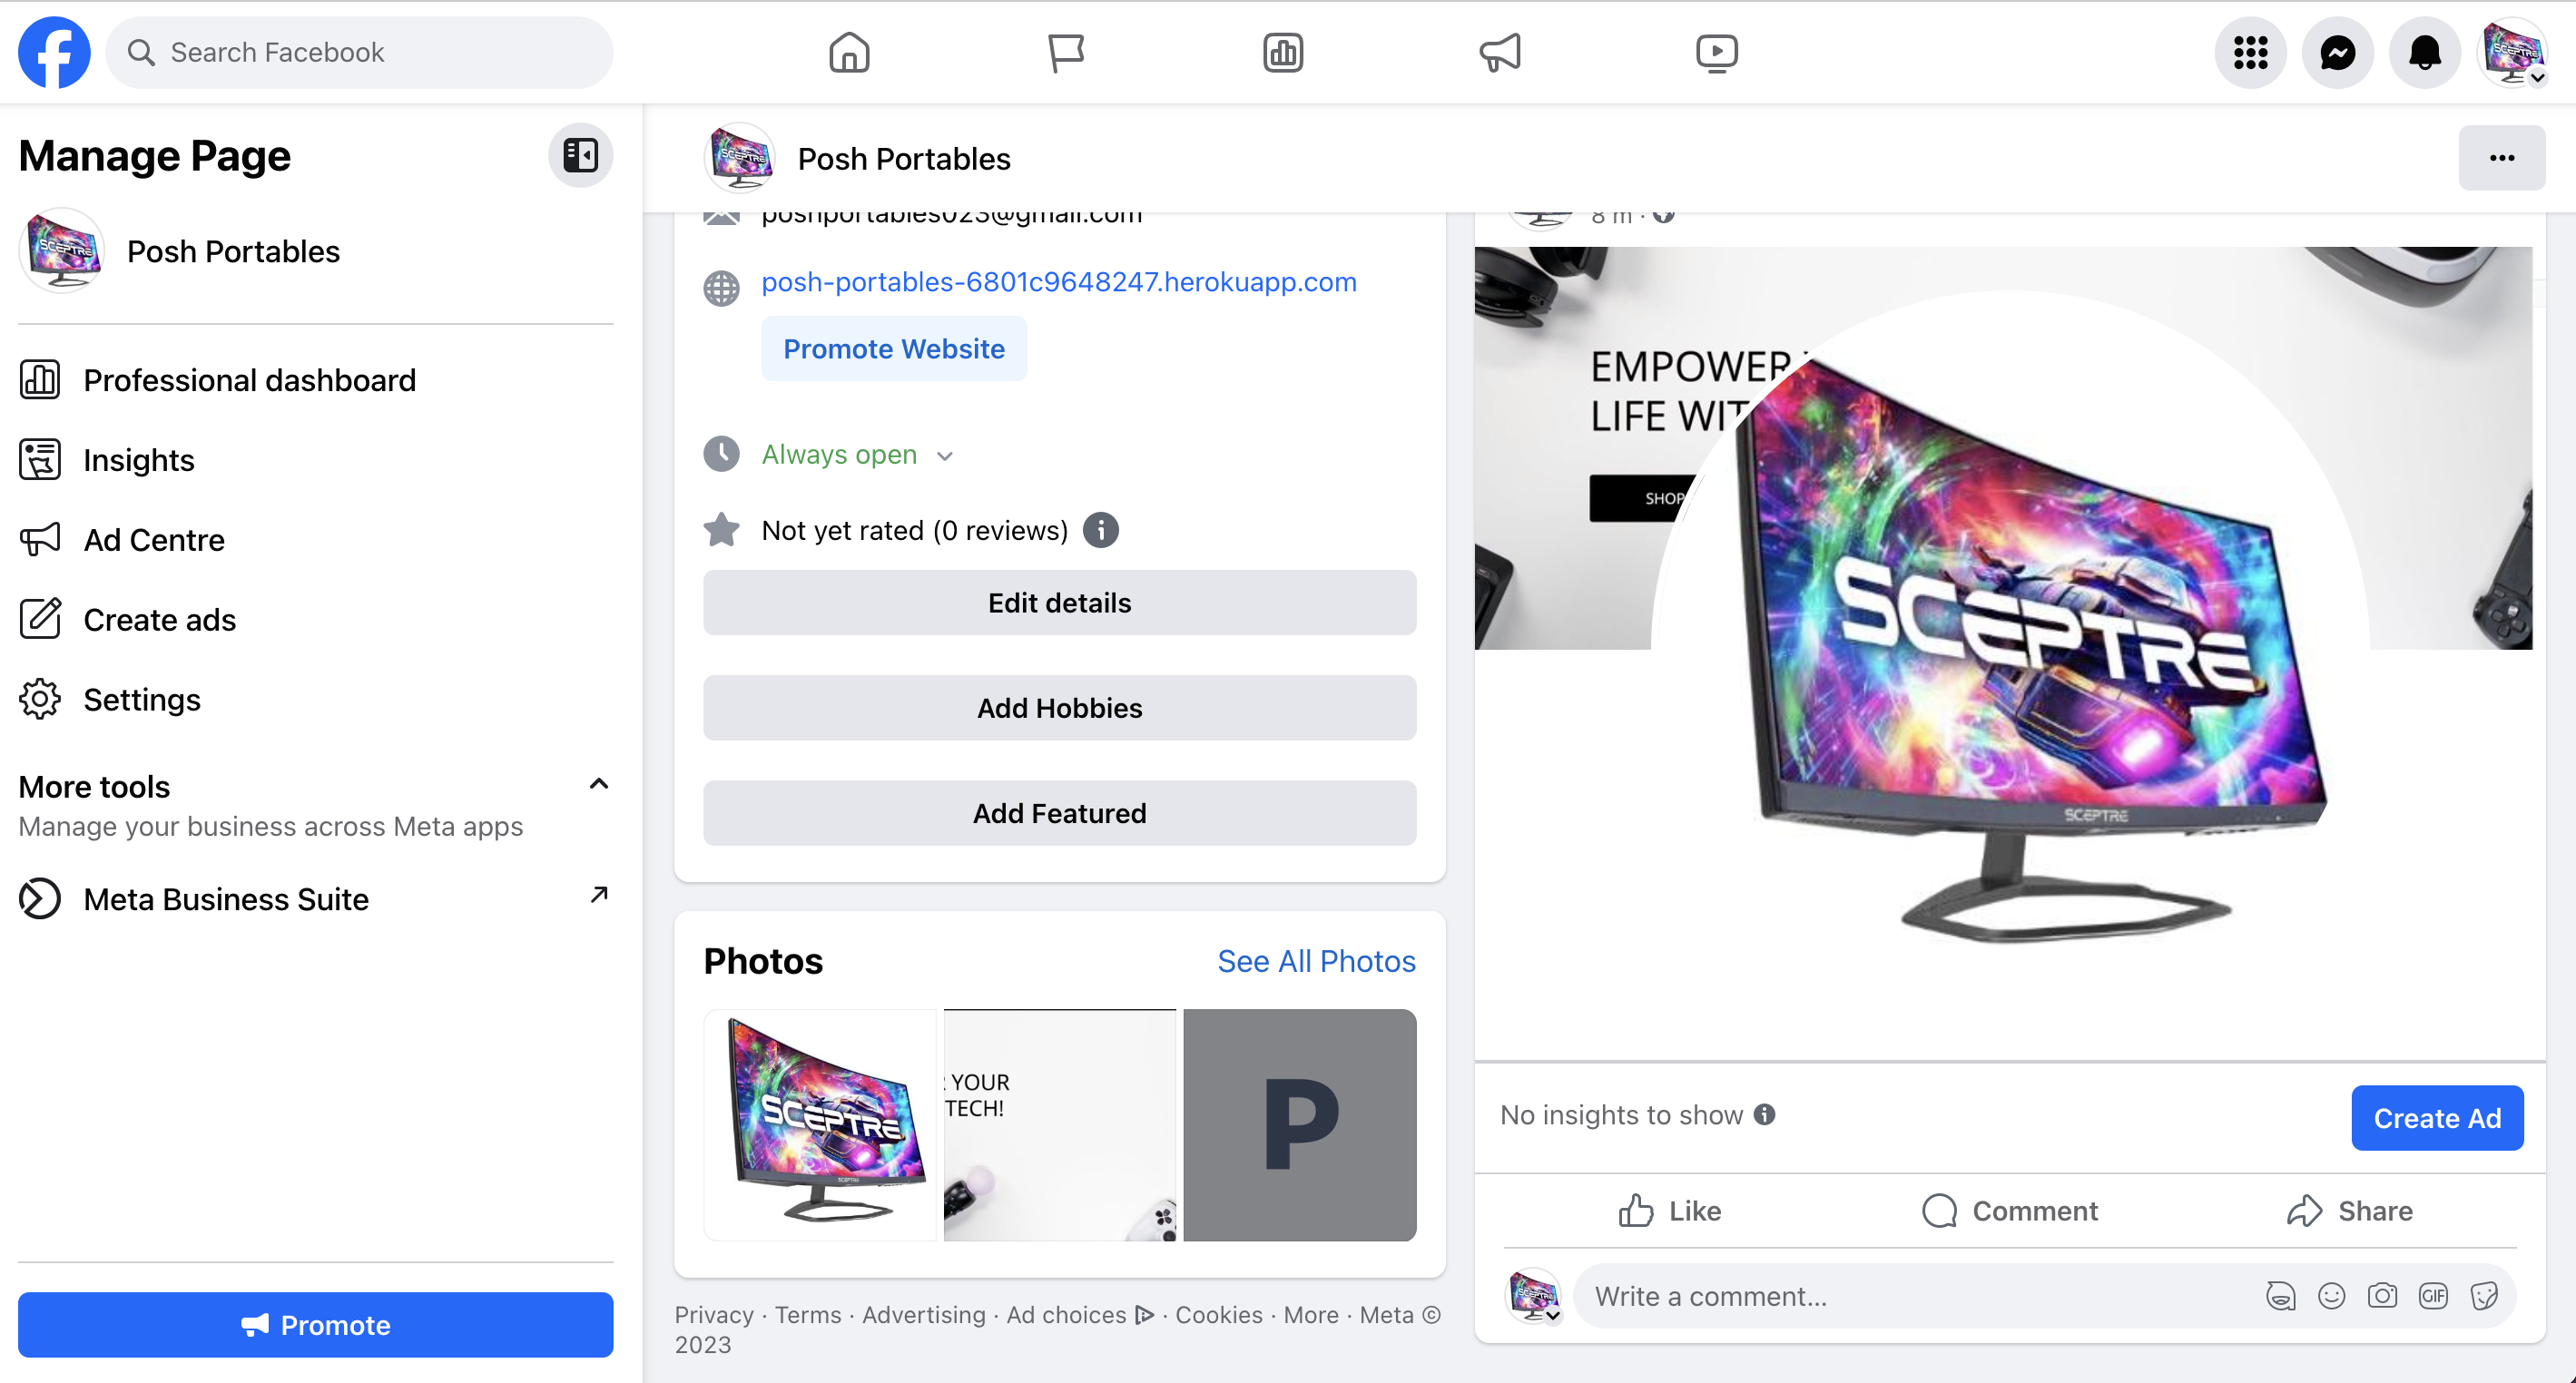 Search Facebook
Manage Page
Posh Portables
Professional dashboard
Insights
Ad Centre
Create ads
Settings
More tools
Manage your business across Meta apps
Meta Business Suite
Promote
Posh Portables
poshportables023@gmail.com
posh-portables-6801c9648247.herokuapp.com
Promote Website
Always open
Not yet rated (0 reviews)
Edit details
Add Hobbies
Add Featured
Photos
See All Photos
SCEPTRE
SCEPTRE
YOUR
TECH!
P
Privacy · Terms · Advertising · Ad choices · Cookies · More · Meta ©
2023
8 m ·
EMPOWER
LIFE WIT
SHOP
SCEPTRE
SCEPTRE
No insights to show
Create Ad
Like
Comment
Share
Write a comment...
GIF